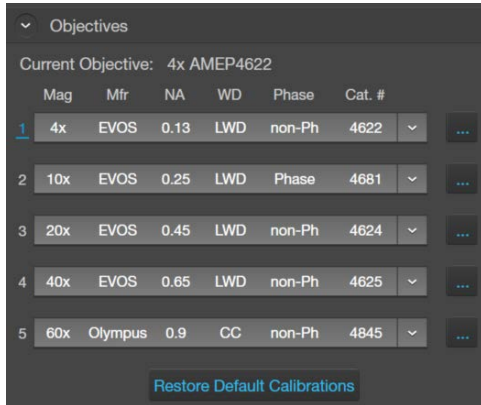 Objectives
Current Objective: 4x AMEP4622
Mag Mfr NA WD Phase Cat. #
1 4x EVOS 0.13 LWD non-Ph 4622 ...
2 10x EVOS 0.25 LWD Phase 4681 ...
3 20x EVOS 0.45 LWD non-Ph 4624 ...
4 40x EVOS 0.65 LWD non-Ph 4625 ...
5 60x Olympus 0.9 CC non-Ph 4845 ...
Restore Default Calibrations